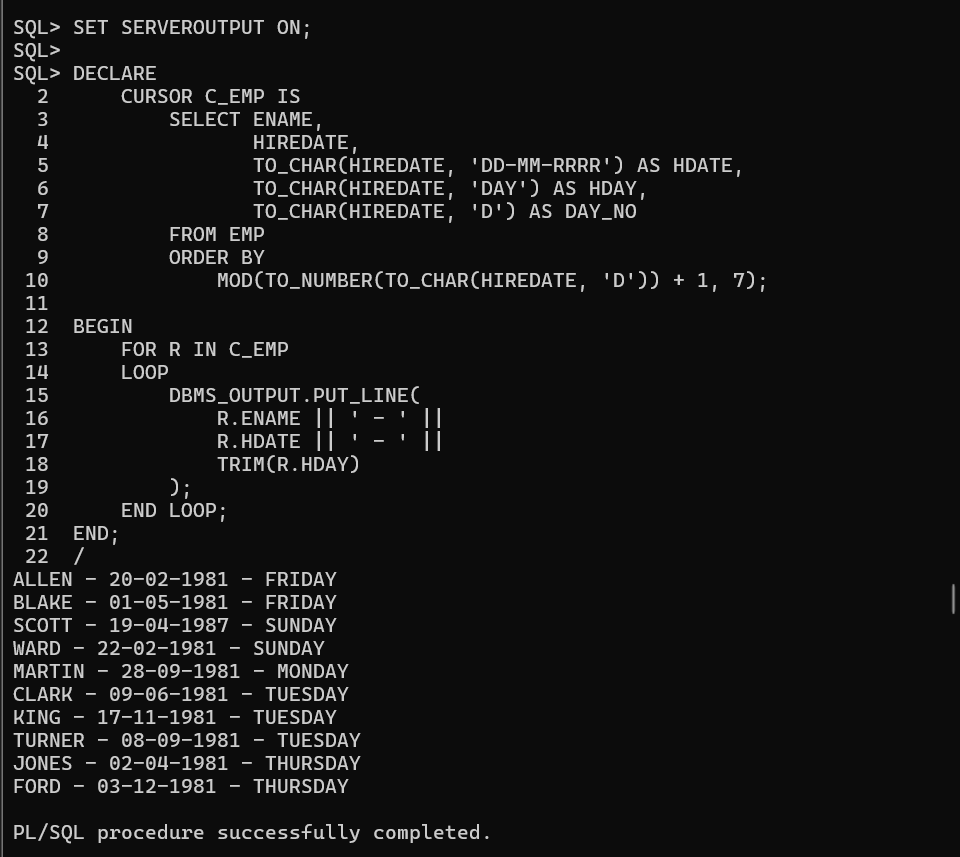 SQL> SET SERVEROUTPUT ON;
SQL>
SQL> DECLARE
  2      CURSOR C_EMP IS
  3          SELECT ENAME,
  4                 HIREDATE,
  5                 TO_CHAR(HIREDATE, 'DD-MM-RRRR') AS HDATE,
  6                 TO_CHAR(HIREDATE, 'DAY') AS HDAY,
  7                 TO_CHAR(HIREDATE, 'D') AS DAY_NO
  8          FROM EMP
  9          ORDER BY
 10              MOD(TO_NUMBER(TO_CHAR(HIREDATE, 'D')) + 1, 7);
 11
 12  BEGIN
 13      FOR R IN C_EMP
 14      LOOP
 15          DBMS_OUTPUT.PUT_LINE(
 16              R.ENAME || ' - ' ||
 17              R.HDATE || ' - ' ||
 18              TRIM(R.HDAY)
 19          );
 20      END LOOP;
 21  END;
 22  /
ALLEN - 20-02-1981 - FRIDAY
BLAKE - 01-05-1981 - FRIDAY
SCOTT - 19-04-1987 - SUNDAY
WARD - 22-02-1981 - SUNDAY
MARTIN - 28-09-1981 - MONDAY
CLARK - 09-06-1981 - TUESDAY
KING - 17-11-1981 - TUESDAY
TURNER - 08-09-1981 - TUESDAY
JONES - 02-04-1981 - THURSDAY
FORD - 03-12-1981 - THURSDAY

PL/SQL procedure successfully completed.